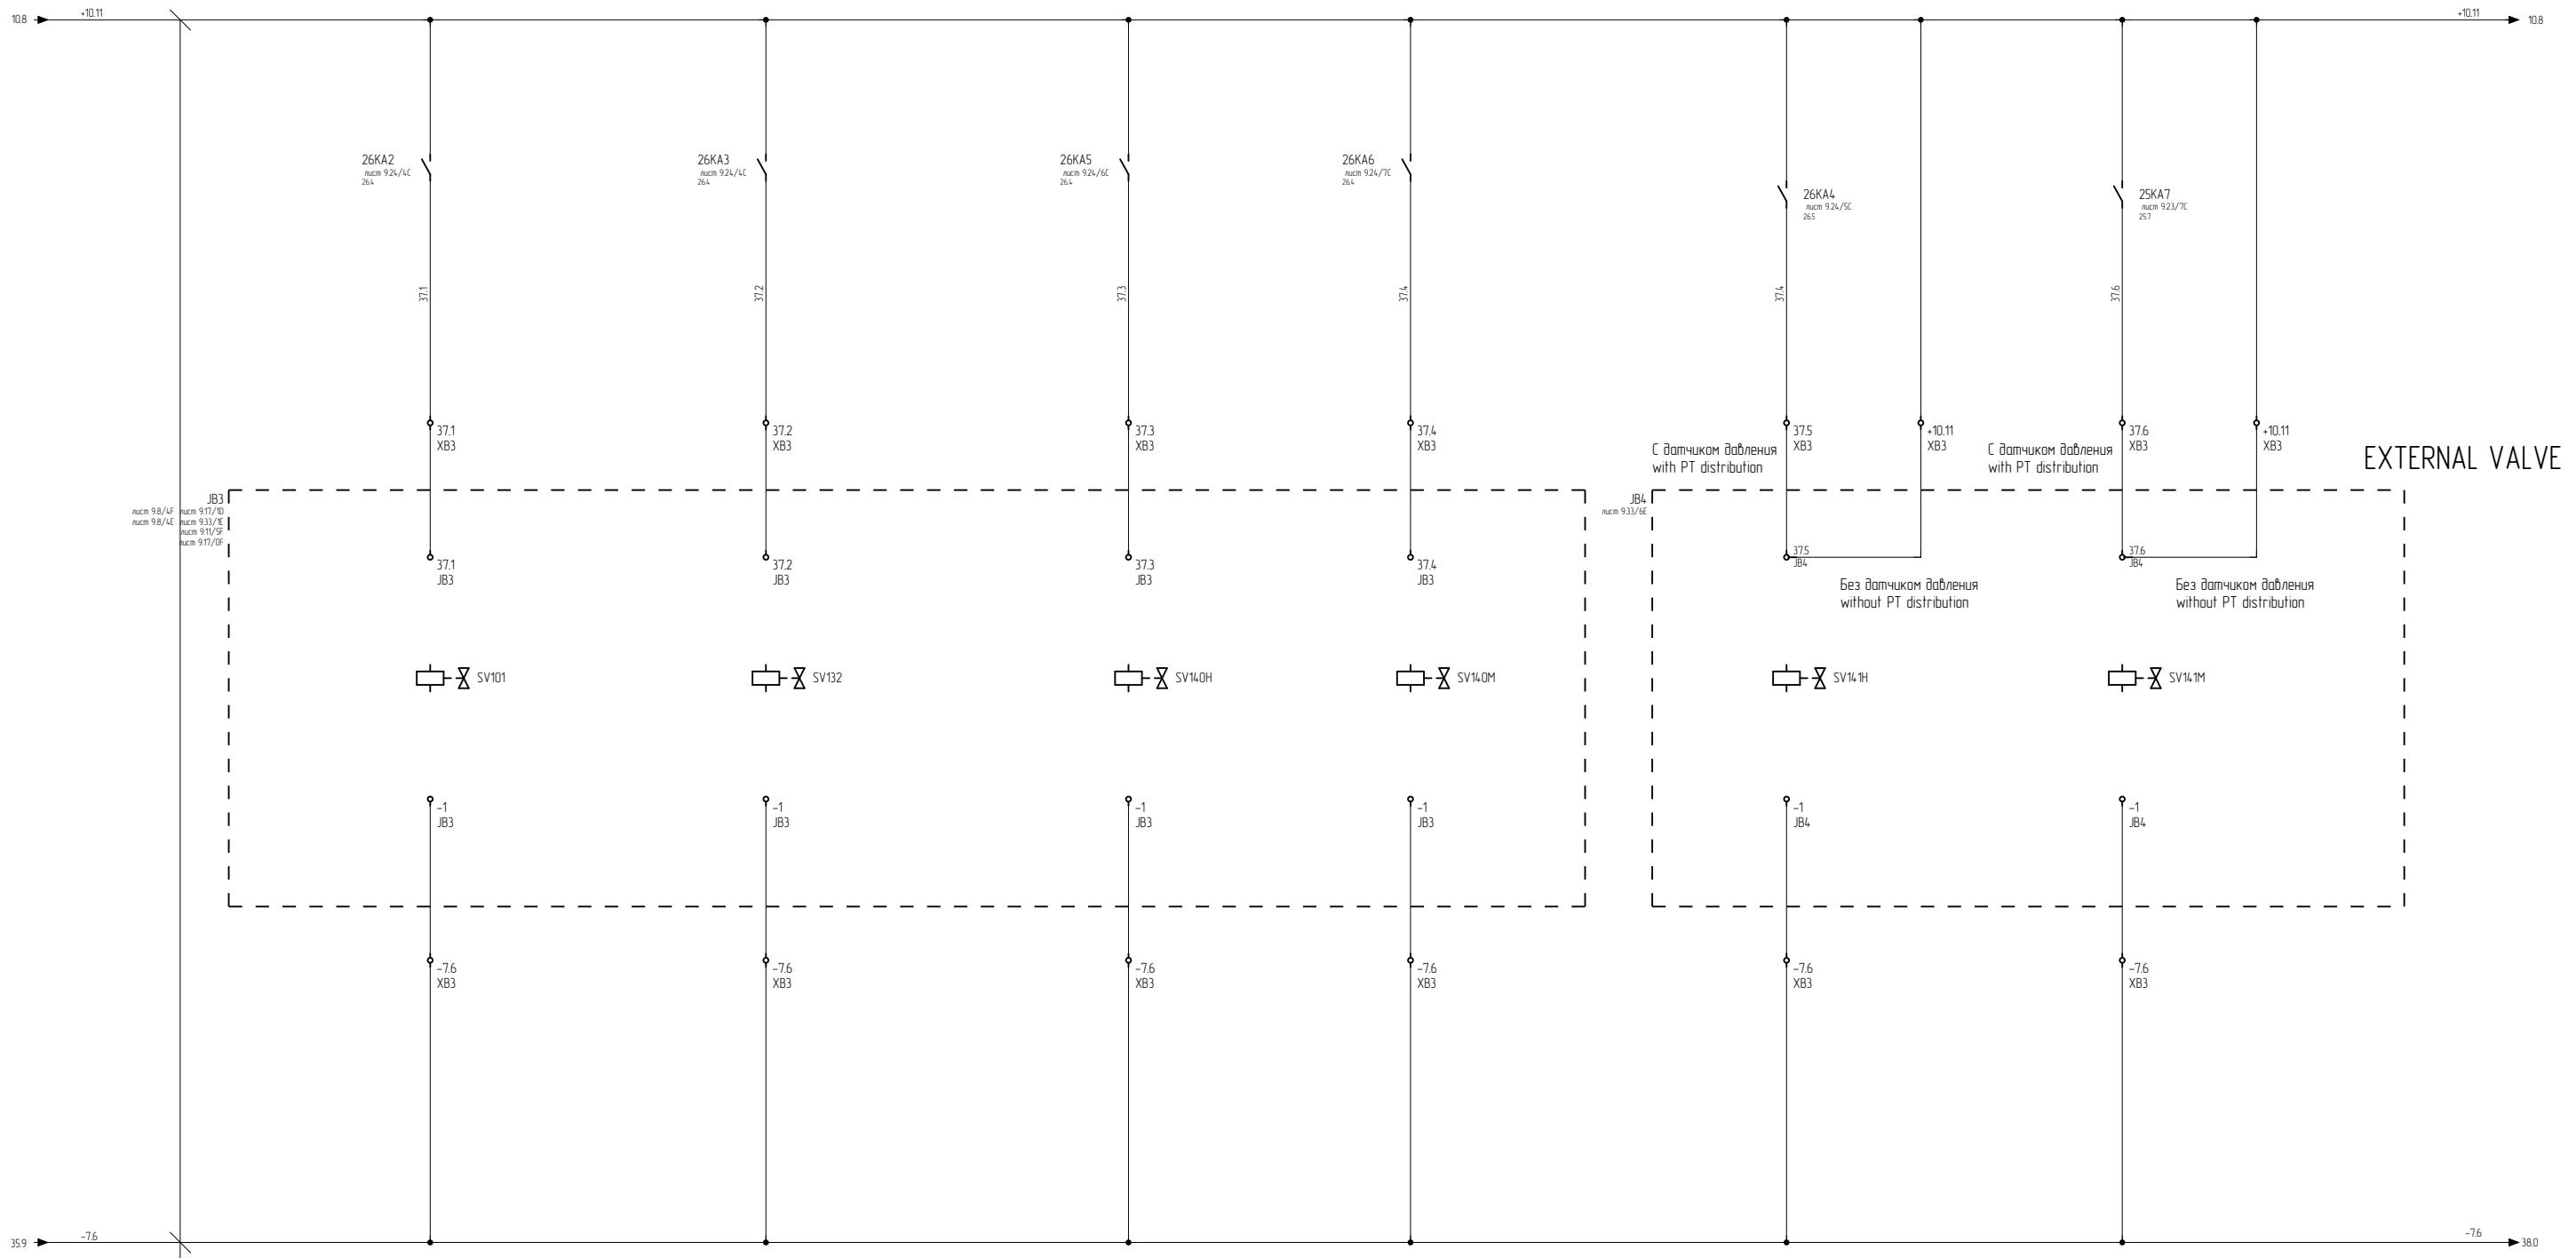 +10.11
+10.11
10.8
10.8
26KA2
лист 9.24/4C
26.4
26KA3
лист 9.24/4C
26.4
26KA5
лист 9.24/6C
26.4
26KA6
лист 9.24/7C
26.4
26KA4
лист 9.24/5C
26.5
25KA7
лист 9.23/7C
25.7
37.1
37.2
37.3
37.4
37.4
37.6
37.1
XB3
37.2
XB3
37.3
XB3
37.4
XB3
37.5
XB3
+10.11
XB3
37.6
XB3
+10.11
XB3
С датчиком давления
with PT distribution
С датчиком давления
with PT distribution
EXTERNAL VALVE
JB3
лист 9.8/4F лист 9.17/1D
лист 9.8/4E лист 9.33/1E
лист 9.11/5F
лист 9.17/0F
JB4
лист 9.33/6E
37.1
JB3
37.2
JB3
37.3
JB3
37.4
JB3
37.5
JB4
37.6
JB4
Без датчиком давления
without PT distribution
Без датчиком давления
without PT distribution
SV101
SV132
SV140H
SV140M
SV141H
SV141M
-1
JB3
-1
JB3
-1
JB3
-1
JB3
-1
JB4
-1
JB4
-7.6
XB3
-7.6
XB3
-7.6
XB3
-7.6
XB3
-7.6
XB3
-7.6
XB3
-7.6
-7.6
35.9
38.0